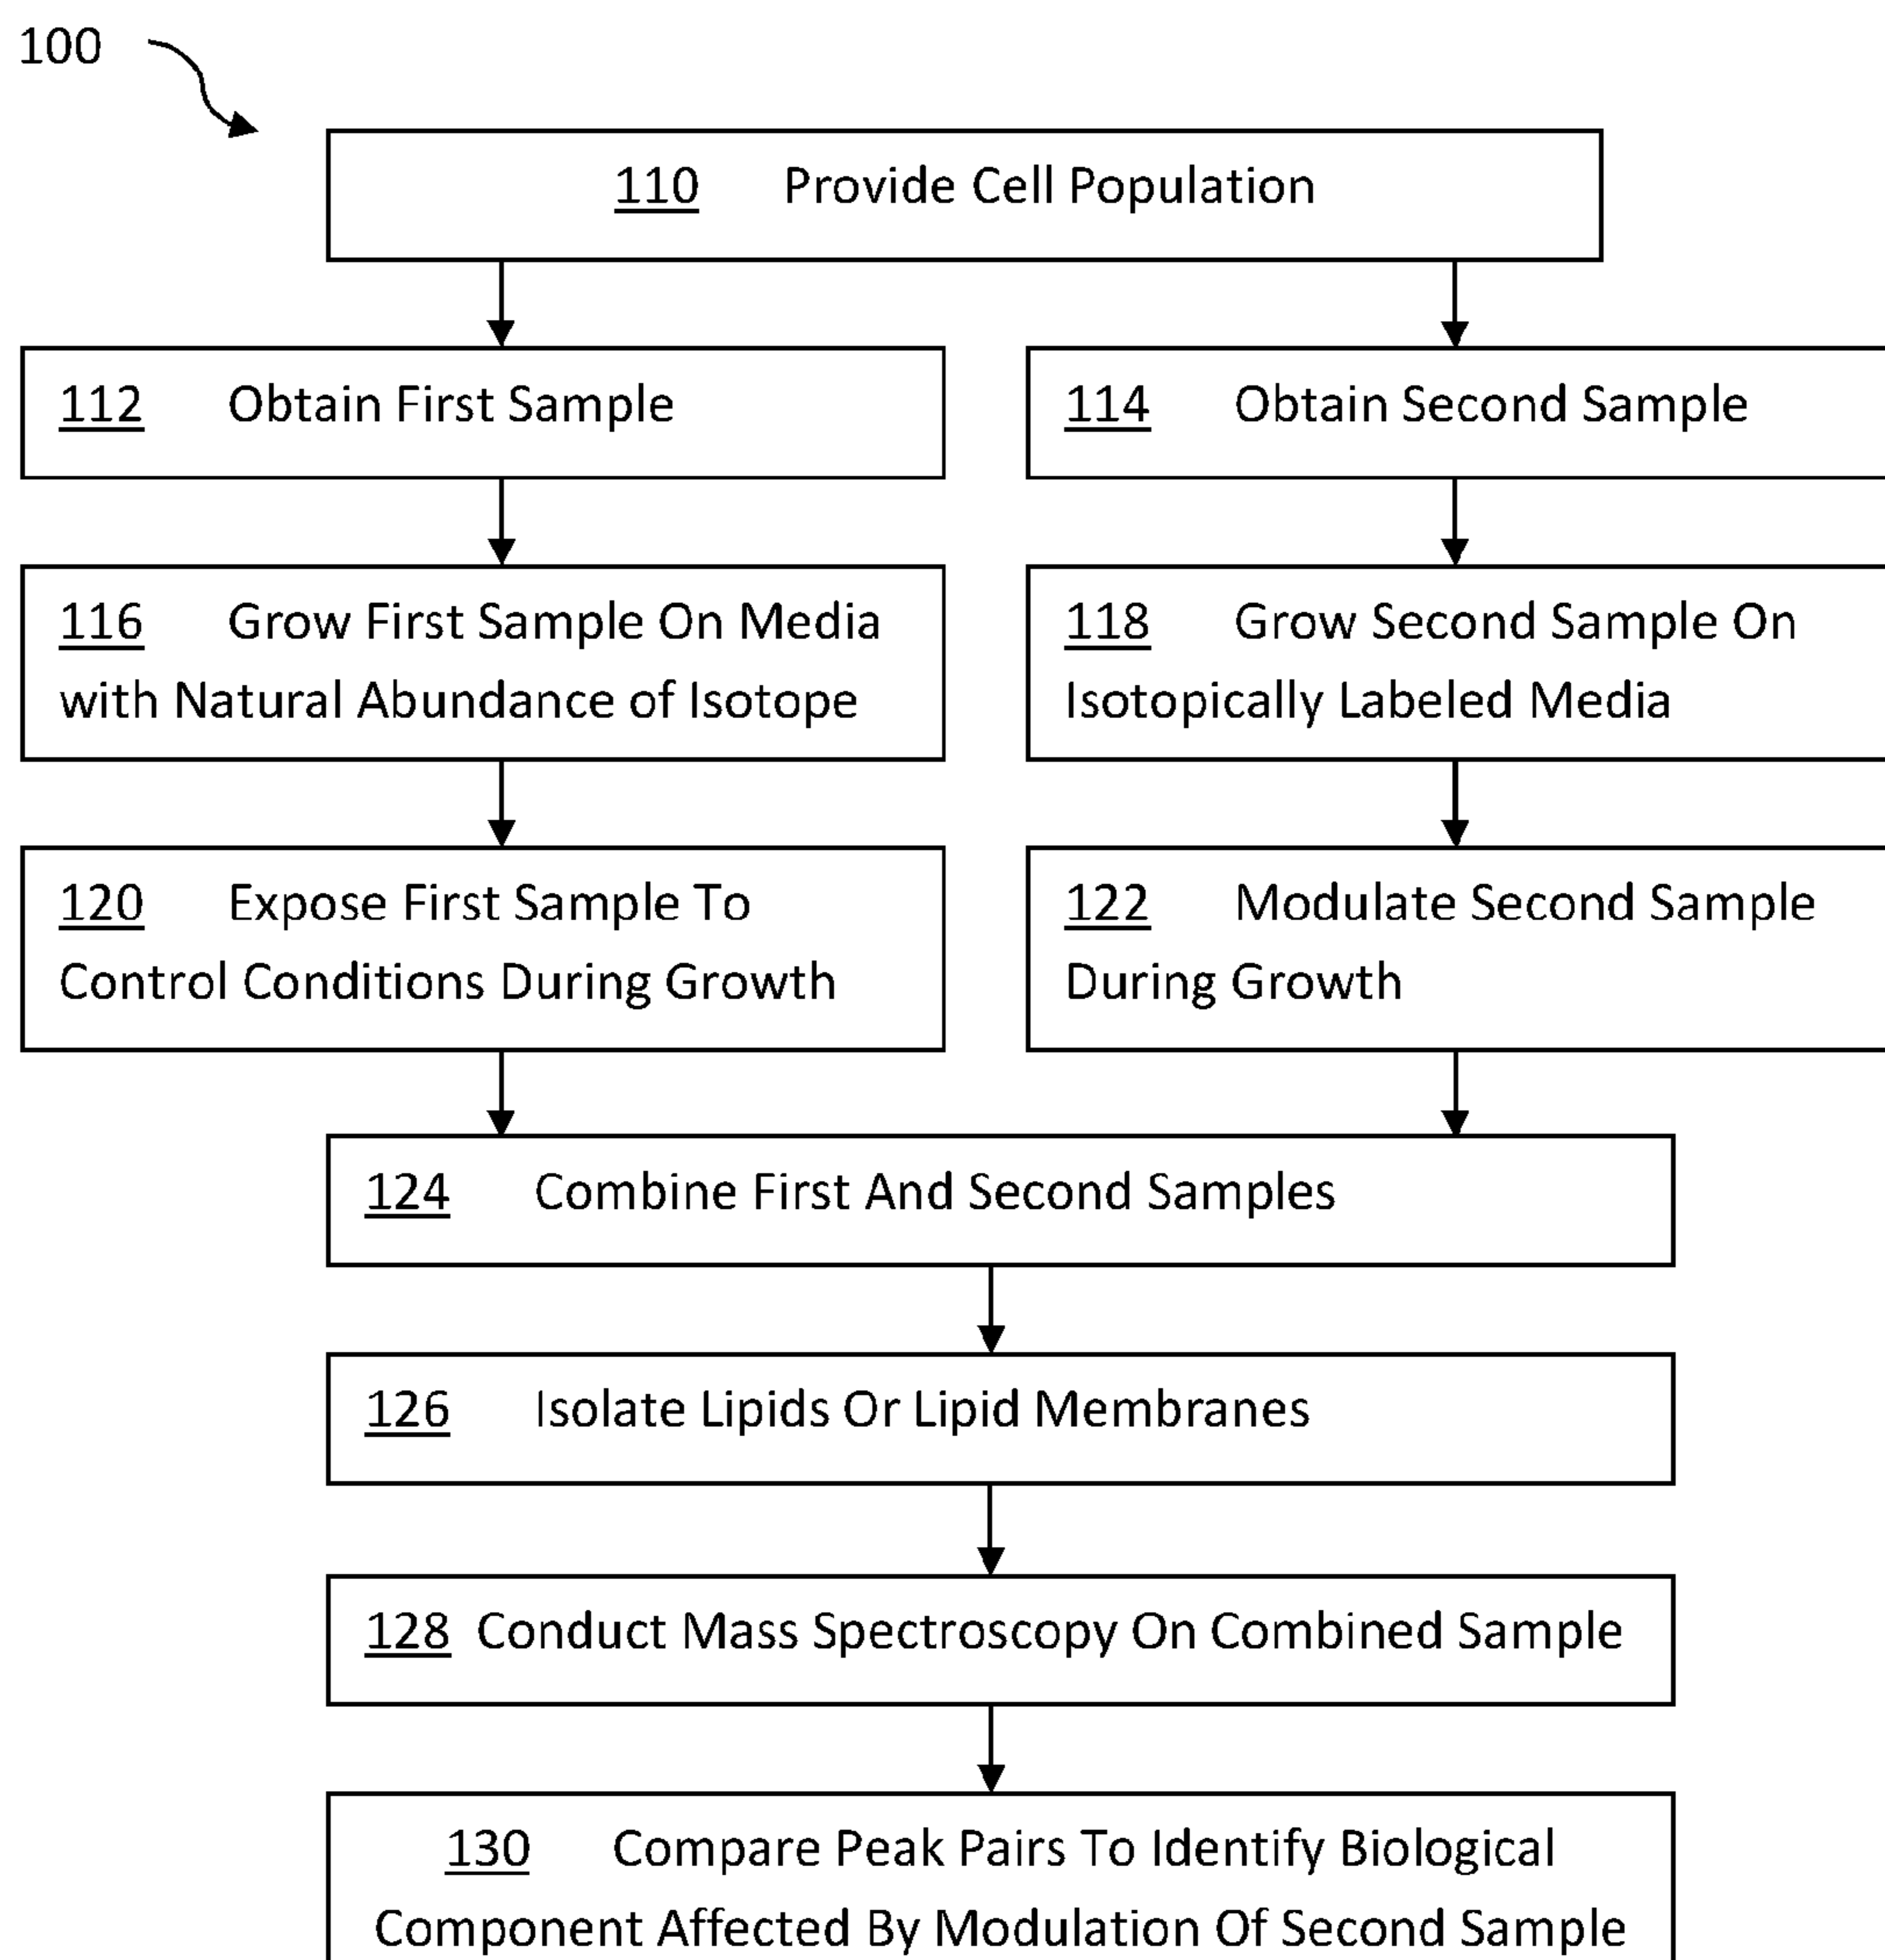 100
110 Provide Cell Population
112 Obtain First Sample
114 Obtain Second Sample
116 Grow First Sample On Media
with Natural Abundance of Isotope
118 Grow Second Sample On
Isotopically Labeled Media
120 Expose First Sample To
Control Conditions During Growth
122 Modulate Second Sample
During Growth
124 Combine First And Second Samples
126 Isolate Lipids Or Lipid Membranes
128 Conduct Mass Spectroscopy On Combined Sample
130 Compare Peak Pairs To Identify Biological
Component Affected By Modulation Of Second Sample